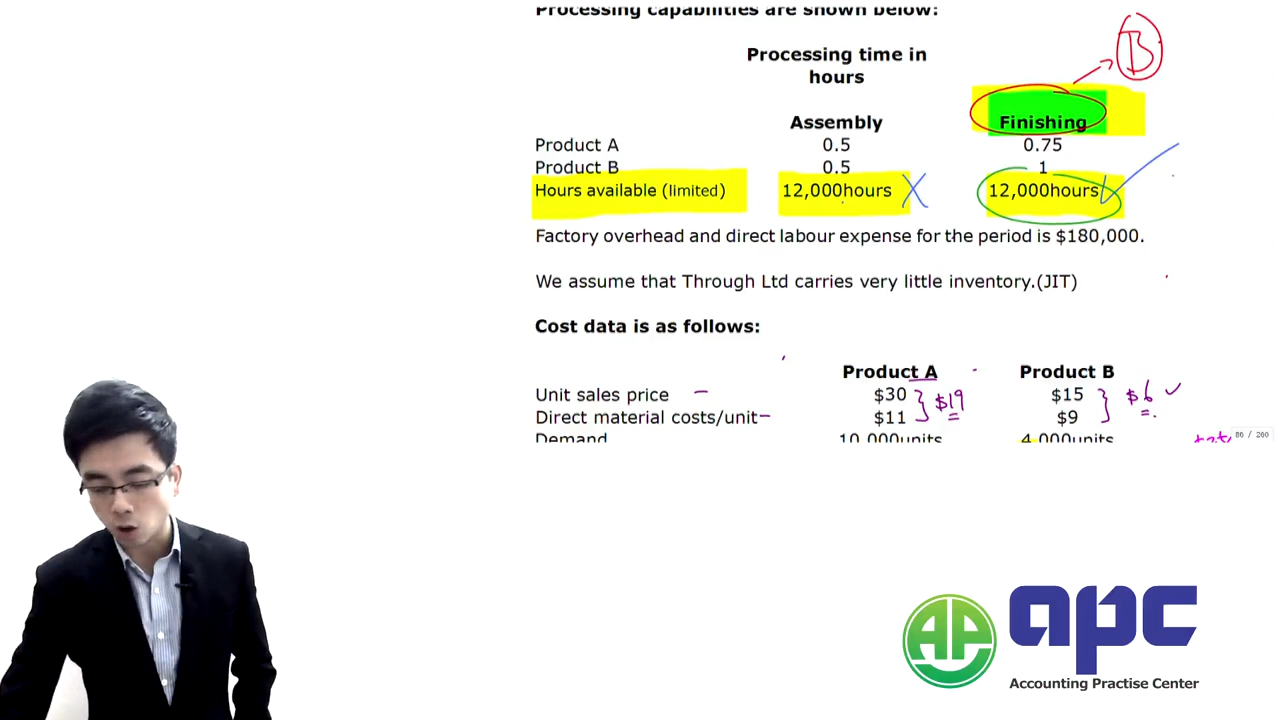 Processing capabilities are shown below:
B
Processing time in
hours
Assembly Finishing
Product A 0.5 0.75
Product B 0.5 1
Hours available (limited) 12,000hours 12,000hours
Factory overhead and direct labour expense for the period is $180,000.
We assume that Through Ltd carries very little inventory.(JIT)
Cost data is as follows:
Product A Product B
Unit sales price $30 $15
$19 $6
Direct material costs/unit $11 $9
Demand 10,000units 4,000units
80 / 260
AP
apc
Accounting Practise Center